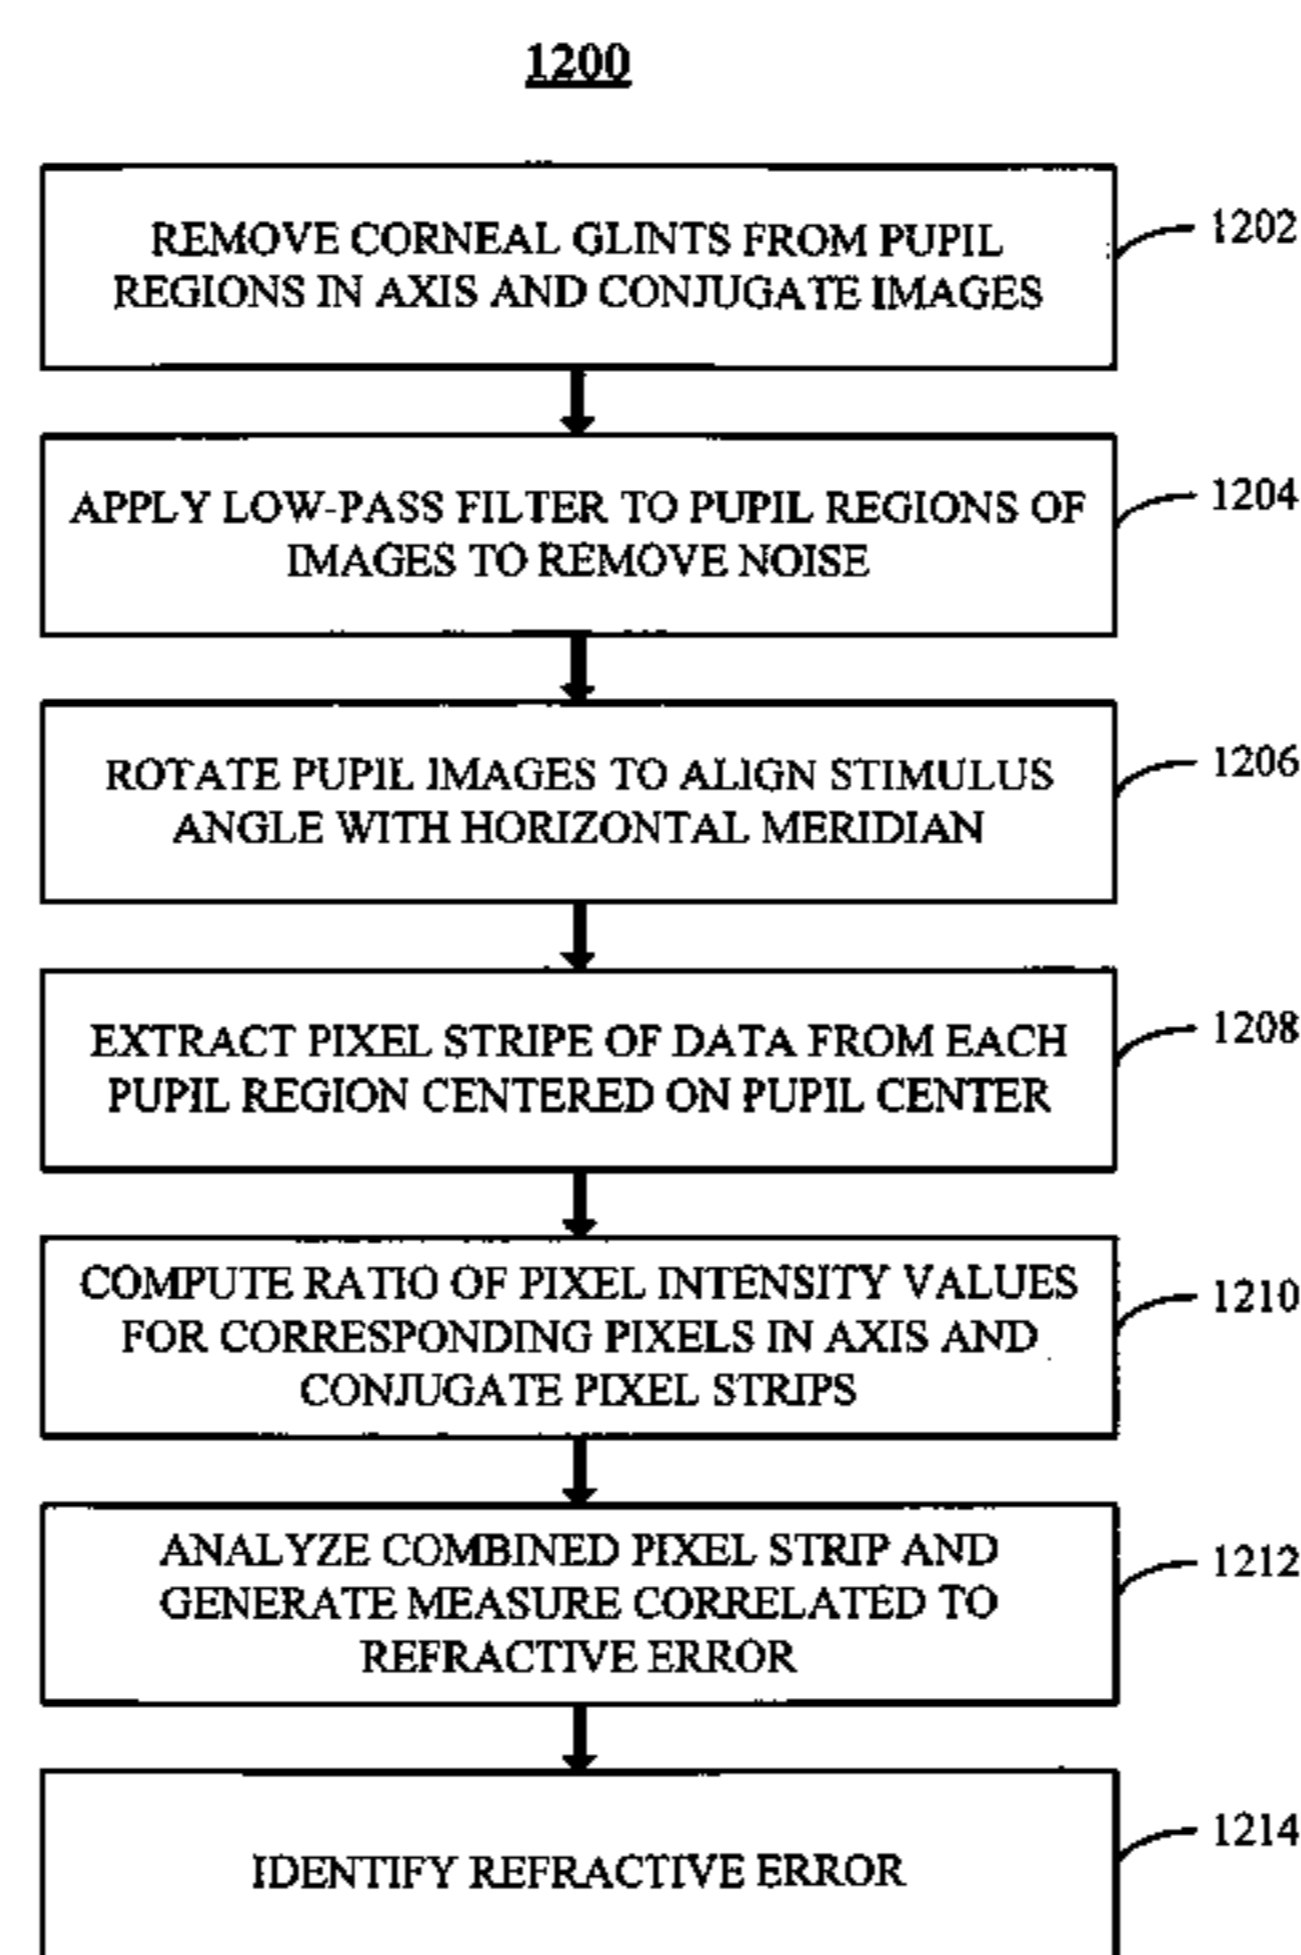 1200
REMOVE CORNEAL GLINTS FROM PUPIL
REGIONS IN AXIS AND CONJUGATE IMAGES
1202
APPLY LOW-PASS FILTER TO PUPIL REGIONS OF
IMAGES TO REMOVE NOISE
1204
ROTATE PUPIL IMAGES TO ALIGN STIMULUS
ANGLE WITH HORIZONTAL MERIDIAN
1206
EXTRACT PIXEL STRIPE OF DATA FROM EACH
PUPIL REGION CENTERED ON PUPIL CENTER
1208
COMPUTE RATIO OF PIXEL INTENSITY VALUES
FOR CORRESPONDING PIXELS IN AXIS AND
CONJUGATE PIXEL STRIPS
1210
ANALYZE COMBINED PIXEL STRIP AND
GENERATE MEASURE CORRELATED TO
REFRACTIVE ERROR
1212
IDENTIFY REFRACTIVE ERROR
1214